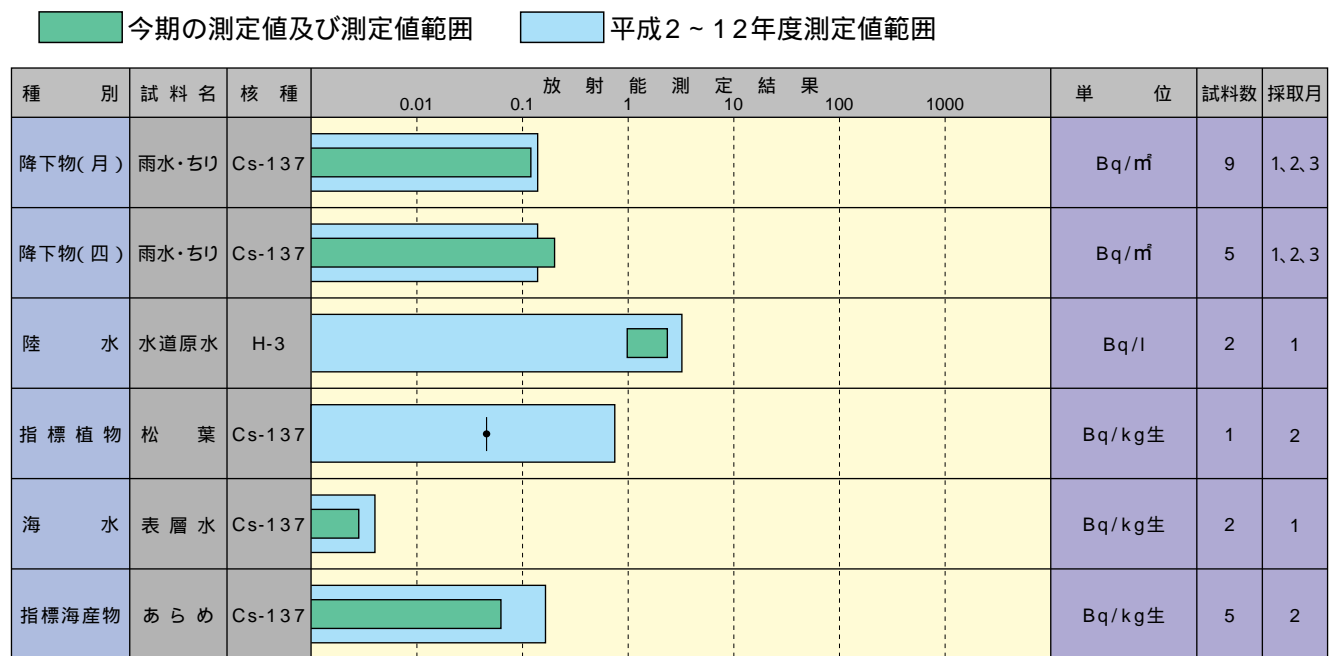 今期の測定値及び測定値範囲 平成2~12年度測定値範囲
種 別 試料名 核種 放射能測定結果 単位 試料数 採取月
0.01 0.1 1 10 100 1000
降下物(月) 雨水・ちり Cs-137 Bq/㎡ 9 1、2、3
降下物(四) 雨水・ちり Cs-137 Bq/㎡ 5 1、2、3
陸水 水道原水 H-3 Bq/l 2 1
指標植物 松葉 Cs-137 Bq/kg生 1 2
海水 表層水 Cs-137 Bq/kg生 2 1
指標海産物 あらめ Cs-137 Bq/kg生 5 2